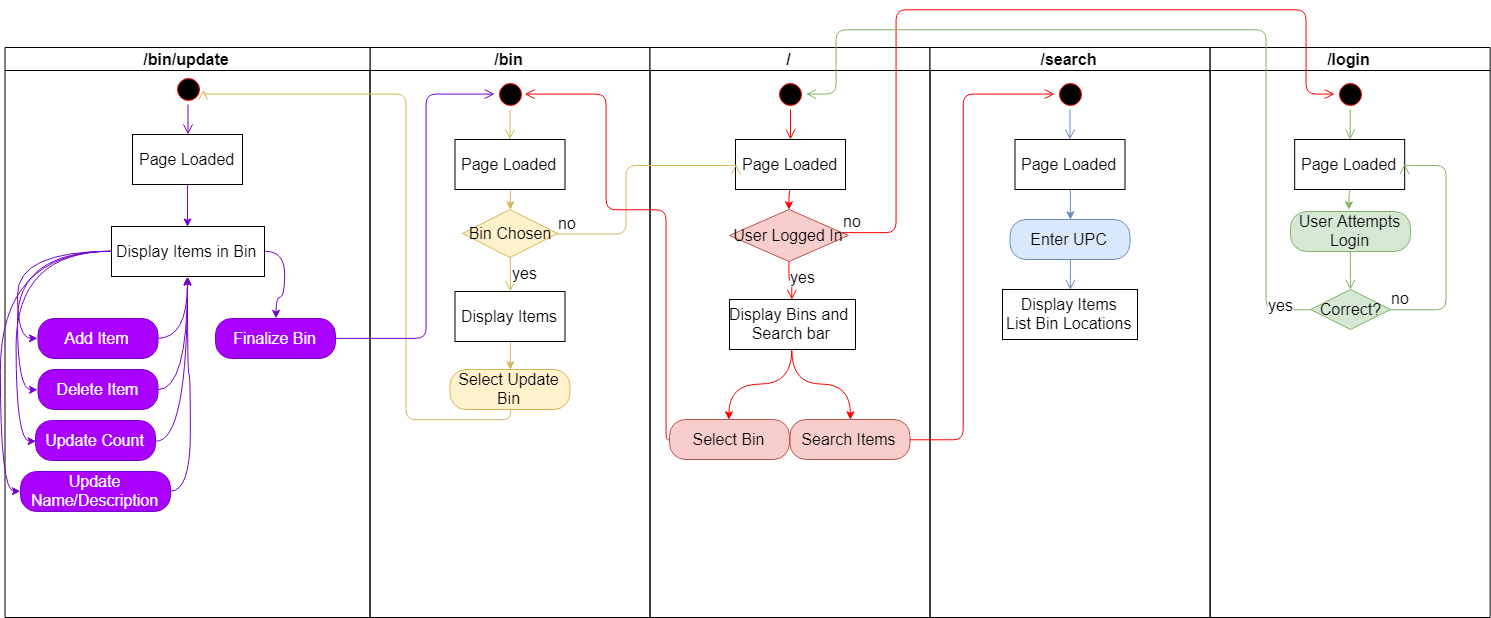 /bin/update
/bin
/
/search
/login
Page Loaded
Display Items in Bin
Add Item
Finalize Bin
Delete Item
Update Count
Update
Name/Description
Page Loaded
Bin Chosen
no
yes
Display Items
Select Update
Bin
Page Loaded
User Logged In
no
yes
Display Bins and
Search bar
Select Bin
Search Items
Page Loaded
Enter UPC
Display Items
List Bin Locations
Page Loaded
User Attempts
Login
yes
Correct?
no